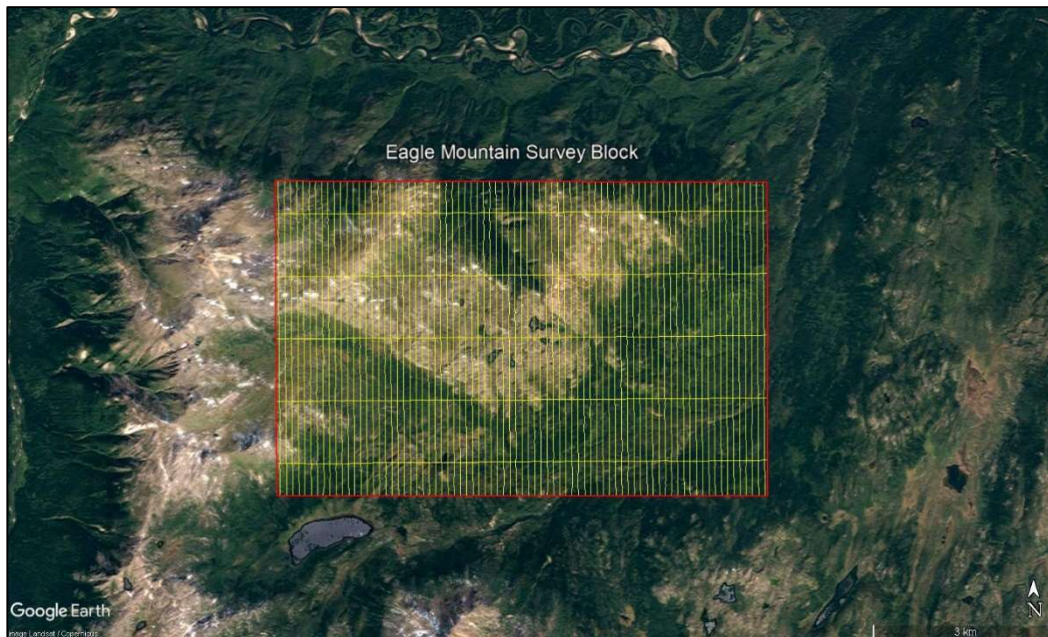 Eagle Mountain Survey Block
Google Earth
Image Landsat / Copernicus
3 km
N